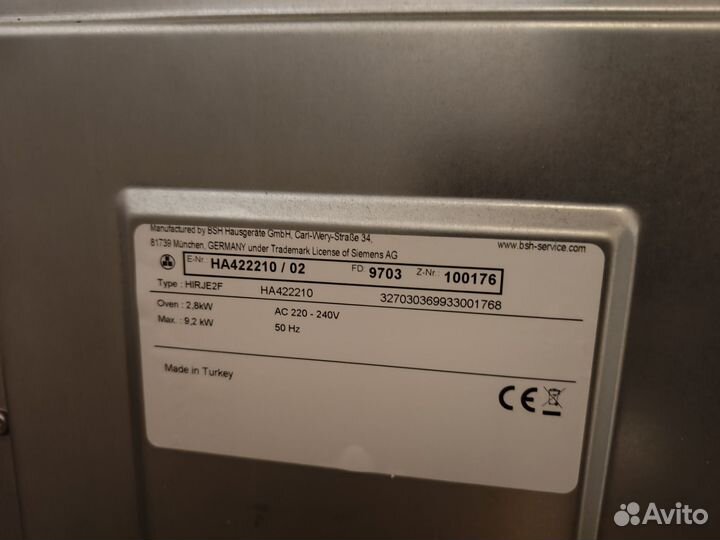 Manufactured by BSH Hausgeräte GmbH, Carl-Wery-Straße 34,
81739 München, GERMANY under Trademark License of Siemens AG
www.bsh-service.com
E-Nr. HA422210 / 02 FD 9703 Z-Nr. 100176
Type : HIRJE2F HA422210 327030369933001768
Oven : 2,8kW AC 220 - 240V
Max. : 9,2 kW 50 Hz
Made in Turkey
CE
Avito